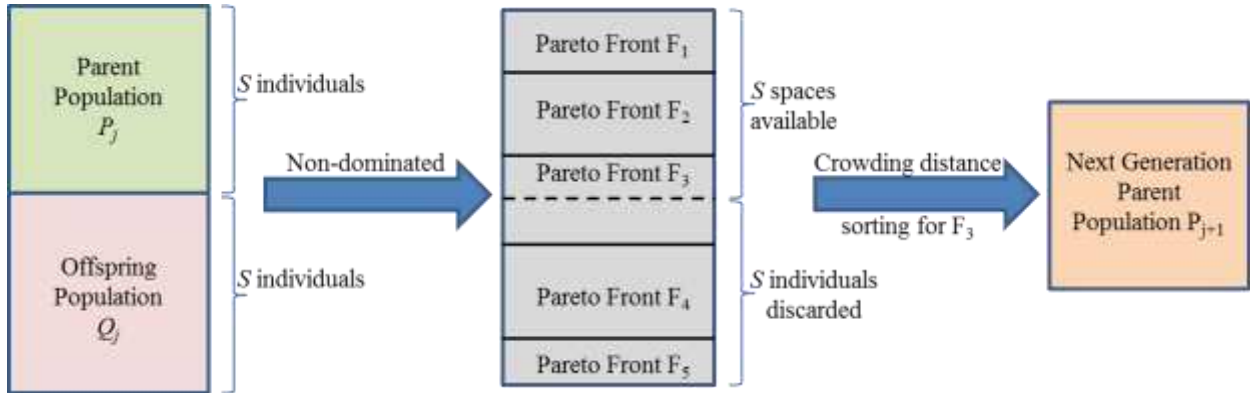 Parent
Population
Pj
S individuals
Offspring
Population
Qj
S individuals
Non-dominated
Pareto Front F1
Pareto Front F2
Pareto Front F3
Pareto Front F4
Pareto Front F5
S spaces
available
S individuals
discarded
Crowding distance
sorting for F3
Next Generation
Parent
Population Pj+1